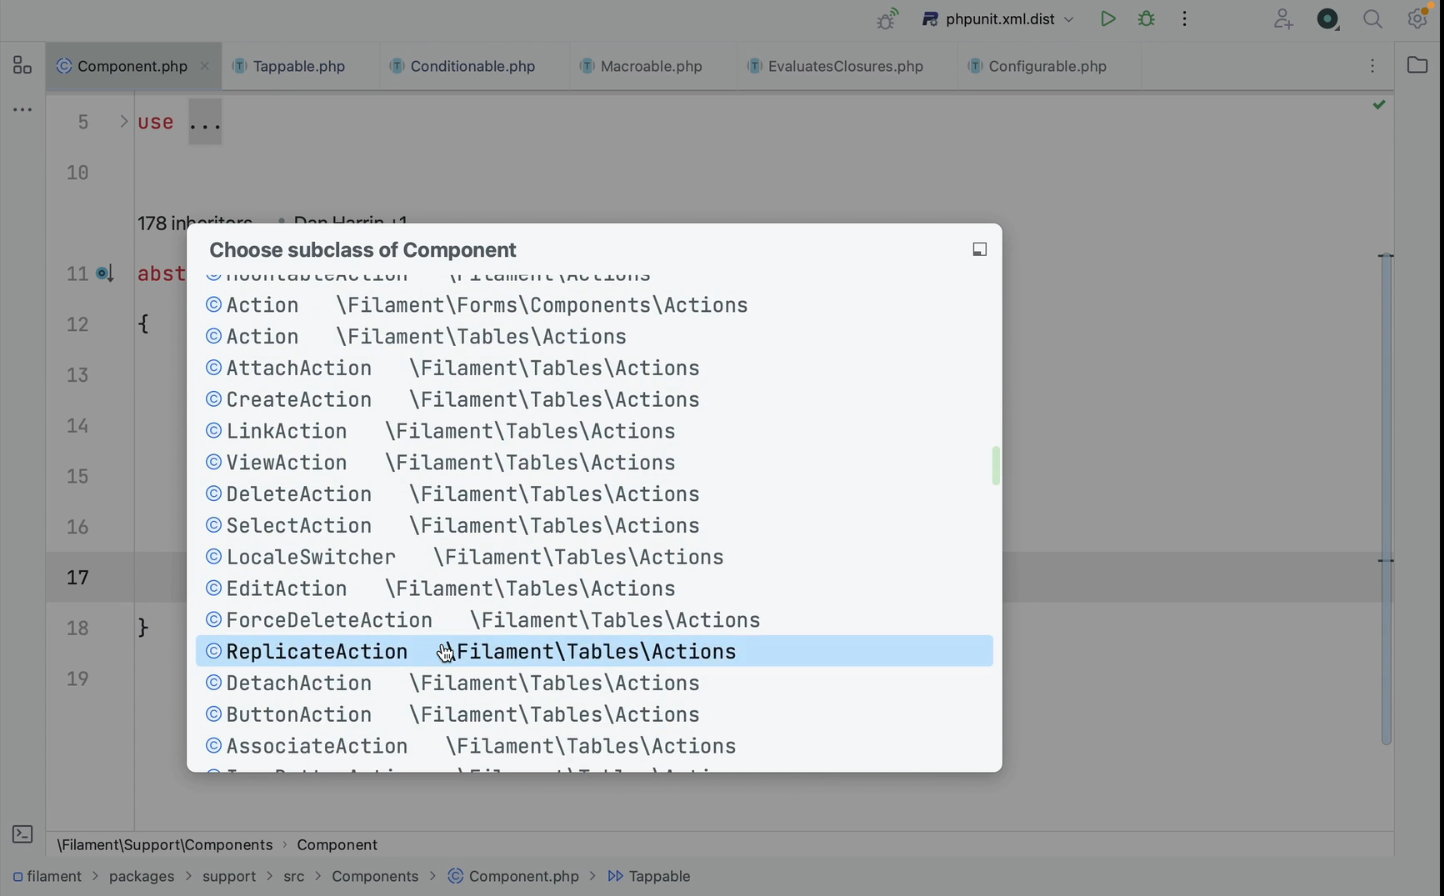 phpunit.xml.dist
Component.php
Tappable.php
Conditionable.php
Macroable.php
EvaluatesClosures.php
Configurable.php
5 use ...
10
178 inheritors Dan Harrin +1
11 abst
12 {
13
14
15
16
17
18 }
19
Choose subclass of Component
\Filament\Actions
Action \Filament\Forms\Components\Actions
Action \Filament\Tables\Actions
AttachAction \Filament\Tables\Actions
CreateAction \Filament\Tables\Actions
LinkAction \Filament\Tables\Actions
ViewAction \Filament\Tables\Actions
DeleteAction \Filament\Tables\Actions
SelectAction \Filament\Tables\Actions
LocaleSwitcher \Filament\Tables\Actions
EditAction \Filament\Tables\Actions
ForceDeleteAction \Filament\Tables\Actions
ReplicateAction \Filament\Tables\Actions
DetachAction \Filament\Tables\Actions
ButtonAction \Filament\Tables\Actions
AssociateAction \Filament\Tables\Actions
\Filament\Support\Components › Component
filament > packages > support > src > Components > Component.php > Tappable